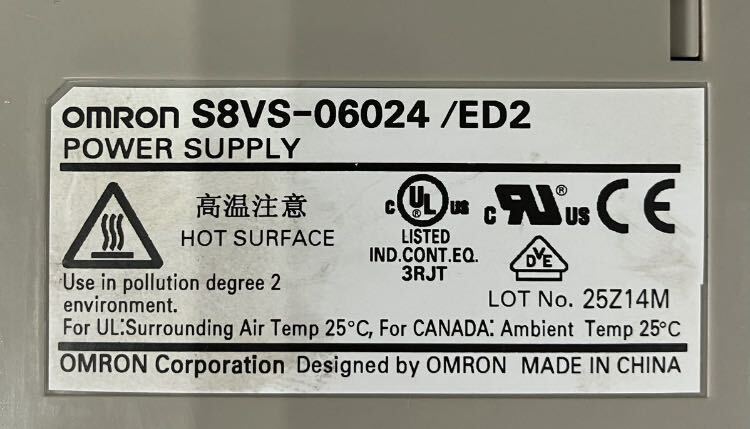 omron S8VS-06024 /ED2
POWER SUPPLY
高温注意
HOT SURFACE
c UL us
LISTED
IND.CONT.EQ.
3RJT
c RU ® US
CE
DVE
Use in pollution degree 2
environment.
LOT No. 25Z14M
For UL:Surrounding Air Temp 25°C, For CANADA: Ambient Temp 25°C
OMRON Corporation Designed by OMRON MADE IN CHINA